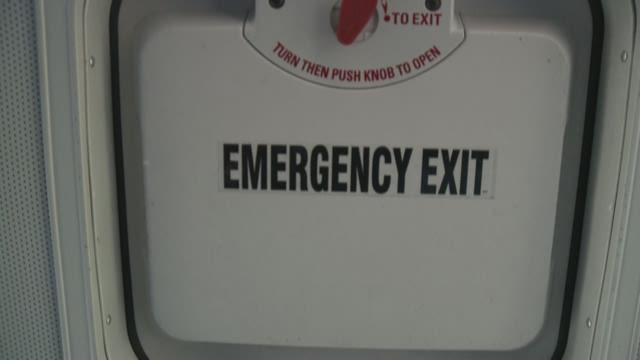 TO EXIT
TURN THEN PUSH KNOB TO OPEN
EMERGENCY EXIT